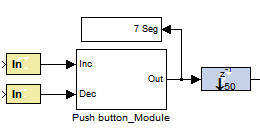 7 Seg
In
Inc
Out
z⁻¹
50
In
Dec
Push button_Module